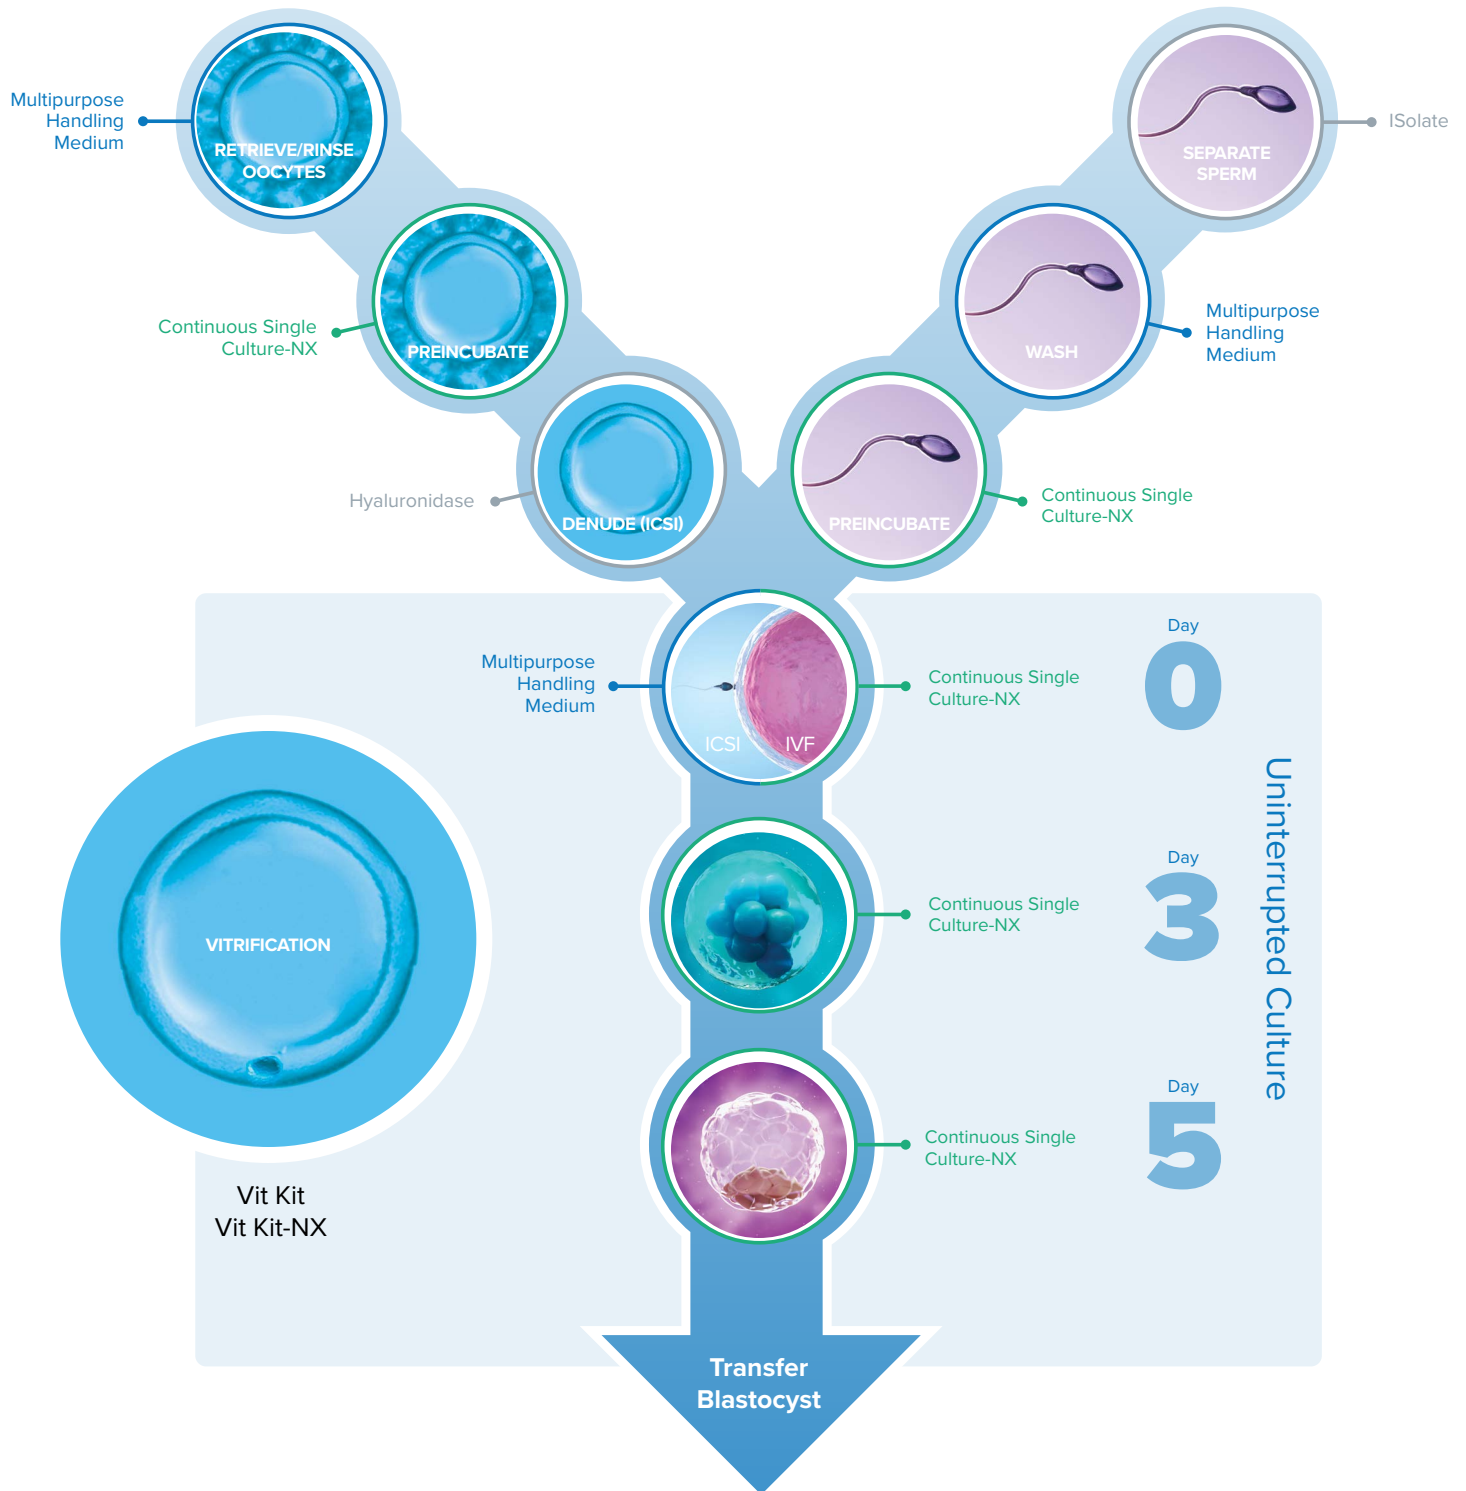 Multipurpose
Handling
Medium
RETRIEVE/RINSE
OOCYTES
SEPARATE
SPERM
ISolate
Continuous Single
Culture-NX
PREINCUBATE
WASH
Multipurpose
Handling
Medium
Hyaluronidase
DENUDE (ICSI)
PREINCUBATE
Continuous Single
Culture-NX
Multipurpose
Handling
Medium
ICSI
IVF
Continuous Single
Culture-NX
Day
0
Uninterrupted Culture
VITRIFICATION
Continuous Single
Culture-NX
Day
3
Continuous Single
Culture-NX
Day
5
Vit Kit
Vit Kit-NX
Transfer
Blastocyst